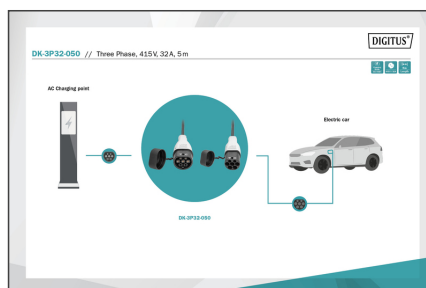 DIGITUS®
DK-3P32-050 // Three Phase, 415V, 32A, 5m
AC Charging point
Electric car
DK-3P32-050